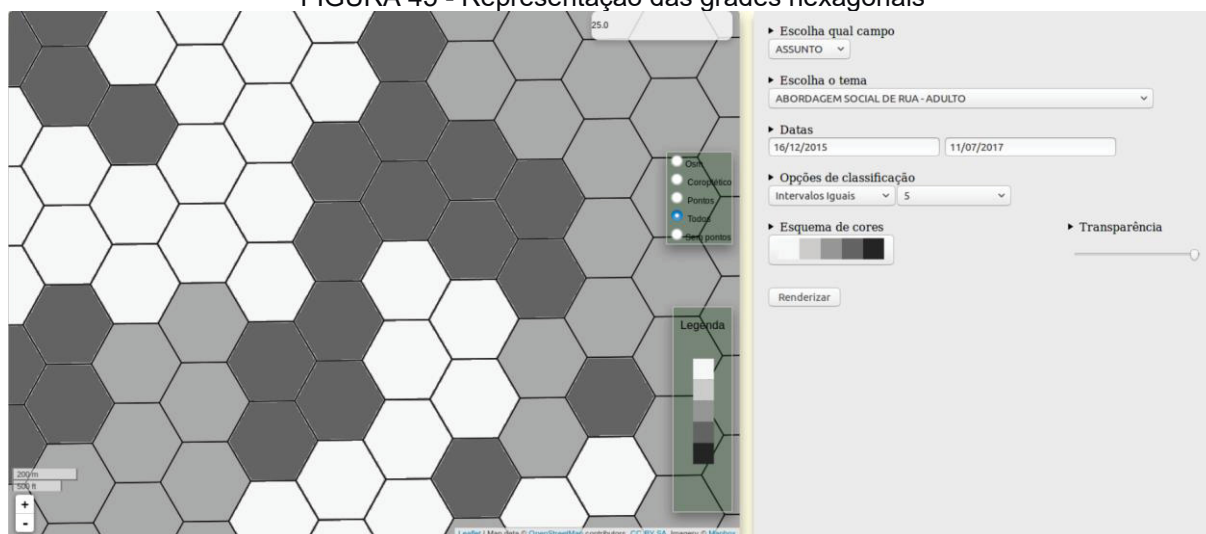 FIGURA 45 - Representação das grades hexagonais
25.0
Osm
Coroplético
Pontos
Todos
Sem pontos
Legenda
200 m
500 ft
+
-
Leaflet | Map data © OpenStreetMap contributors, CC-BY-SA, Imagery © Mapbox
Escolha qual campo
ASSUNTO
Escolha o tema
ABORDAGEM SOCIAL DE RUA - ADULTO
Datas
16/12/2015 11/07/2017
Opções de classificação
Intervalos Iguais 5
Esquema de cores Transparência
Renderizar